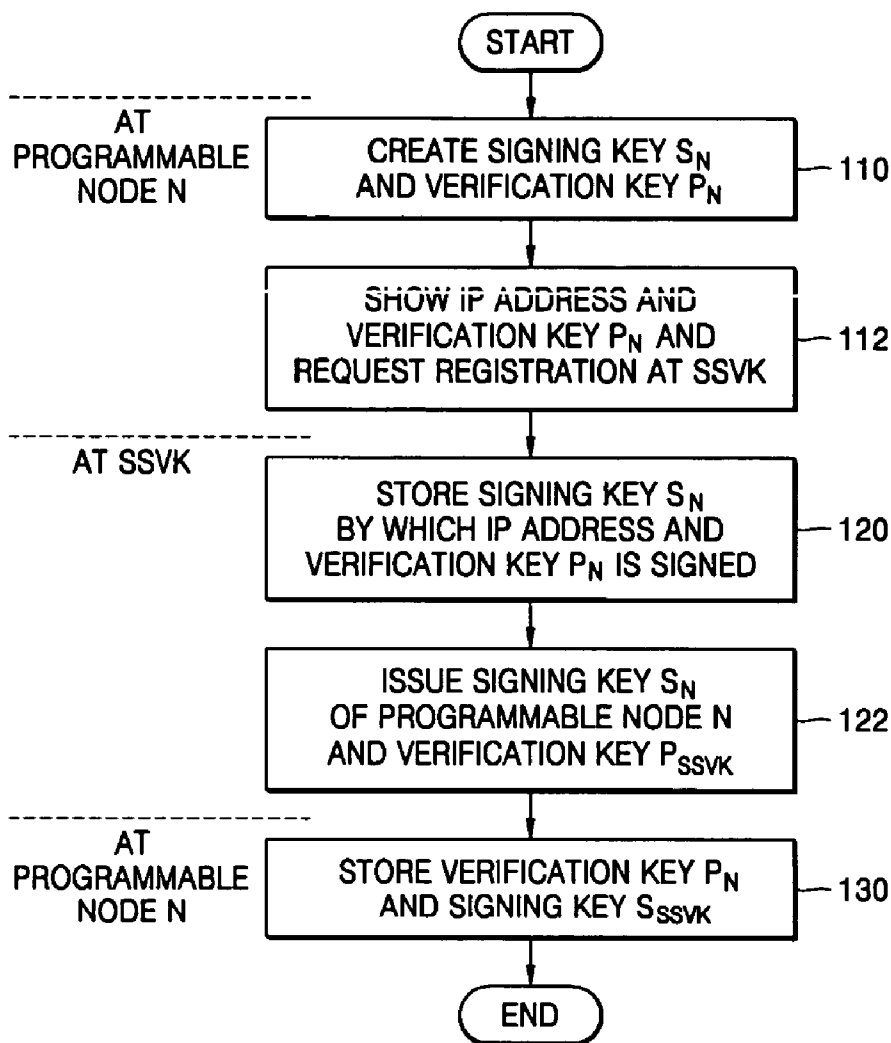 START
AT
PROGRAMMABLE
NODE N
CREATE SIGNING KEY S_N
AND VERIFICATION KEY P_N
110
SHOW IP ADDRESS AND
VERIFICATION KEY P_N AND
REQUEST REGISTRATION AT SSVK
112
AT SSVK
STORE SIGNING KEY S_N
BY WHICH IP ADDRESS AND
VERIFICATION KEY P_N IS SIGNED
120
ISSUE SIGNING KEY S_N
OF PROGRAMMABLE NODE N
AND VERIFICATION KEY P_SSVK
122
AT
PROGRAMMABLE
NODE N
STORE VERIFICATION KEY P_N
AND SIGNING KEY S_SSVK
130
END